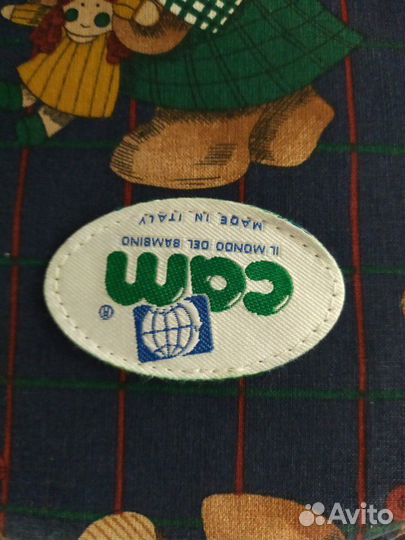 cam
®
IL MONDO DEL BAMBINO
MADE IN ITALY
Avito